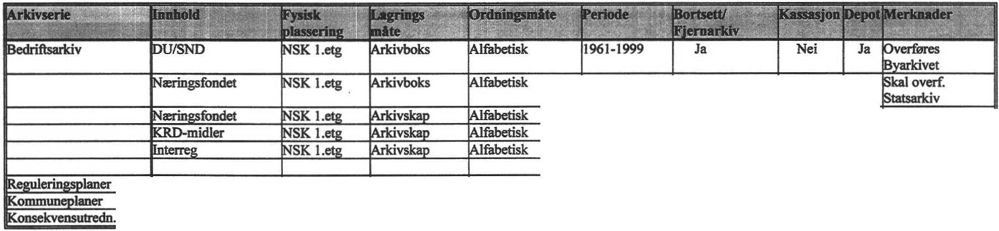 Arkivserie Innhold Fysisk Lagrings Ordningsmåte Periode Bortsett/ Kassasjon Depot Merknader
plassering måte Fjernarkiv
Bedriftsarkiv DU/SND NSK 1.etg Arkivboks Alfabetisk 1961-1999 Ja Nei Ja Overføres
Byarkivet
Næringsfondet NSK 1.etg Arkivboks Alfabetisk Skal overf.
Statsarkiv
Næringsfondet NSK 1.etg Arkivskap Alfabetisk
KRD-midler NSK 1.etg Arkivskap Alfabetisk
Interreg NSK 1.etg Arkivskap Alfabetisk
Reguleringsplaner
Kommuneplaner
Konsekvensutredn.